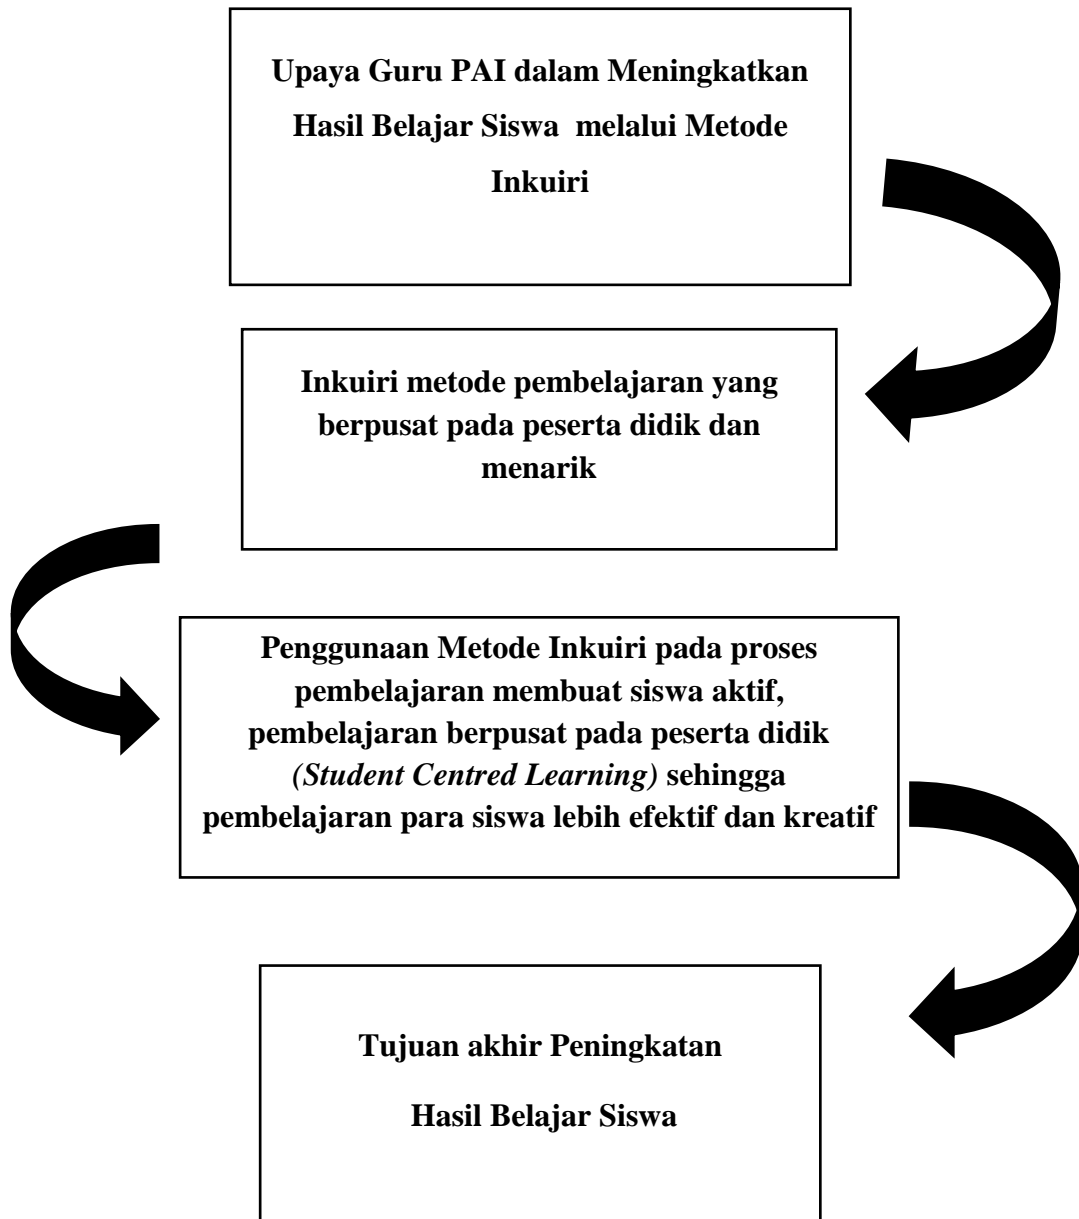 Upaya Guru PAI dalam Meningkatkan
Hasil Belajar Siswa  melalui Metode
Inkuiri
Inkuiri metode pembelajaran yang
berpusat pada peserta didik dan
menarik
Penggunaan Metode Inkuiri pada proses
pembelajaran membuat siswa aktif,
pembelajaran berpusat pada peserta didik
(Student Centred Learning) sehingga
pembelajaran para siswa lebih efektif dan kreatif
Tujuan akhir Peningkatan
Hasil Belajar Siswa